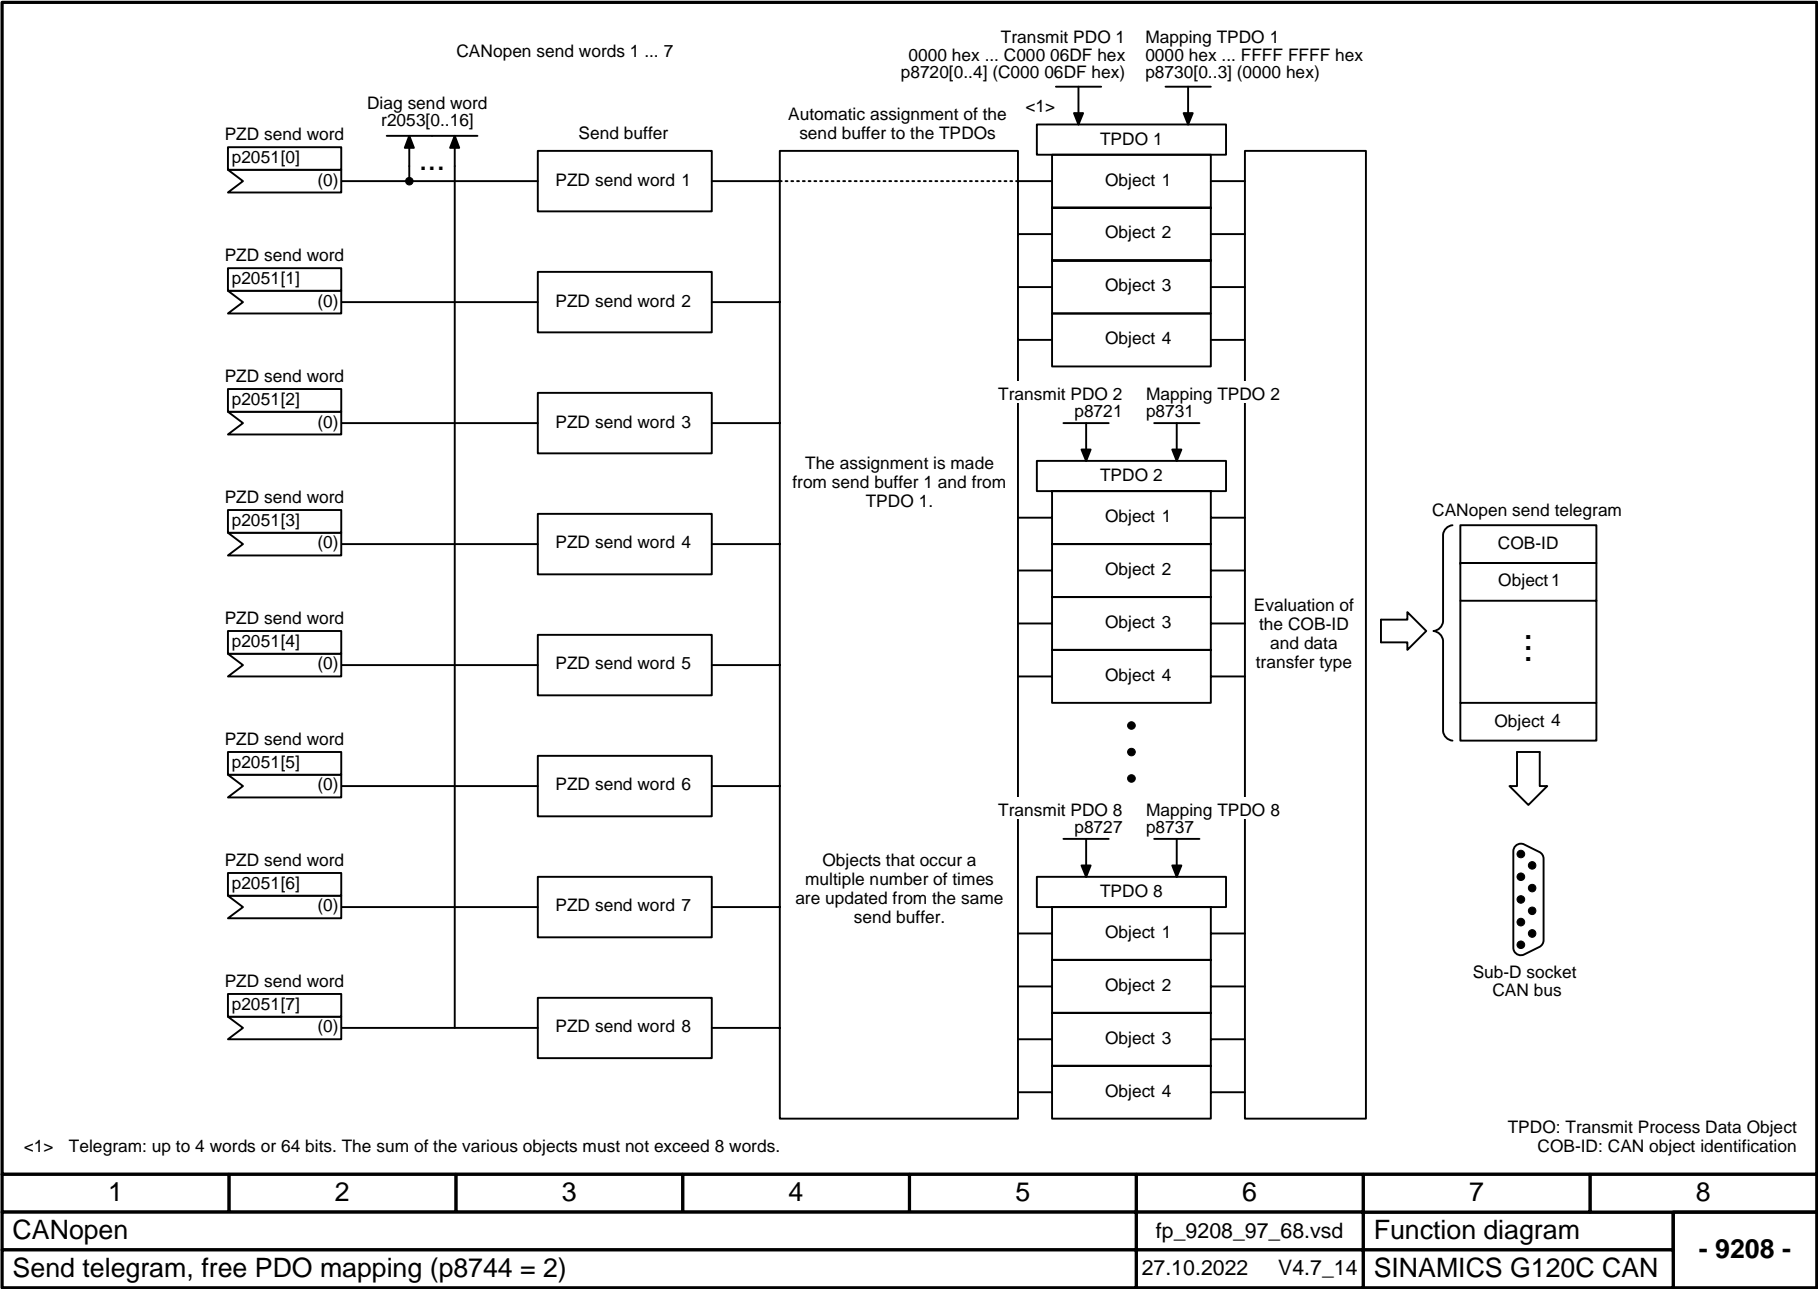 CANopen send words 1 ... 7
Transmit PDO 1
0000 hex ... C000 06DF hex
p8720[0..4] (C000 06DF hex)
Mapping TPDO 1
0000 hex ... FFFF FFFF hex
p8730[0..3] (0000 hex)
Diag send word
r2053[0..16]
...
Send buffer
Automatic assignment of the
send buffer to the TPDOs
<1>
TPDO 1
PZD send word
p2051[0]
(0)
PZD send word 1
Object 1
Object 2
PZD send word
p2051[1]
(0)
PZD send word 2
Object 3
Object 4
PZD send word
p2051[2]
(0)
PZD send word 3
Transmit PDO 2
p8721
Mapping TPDO 2
p8731
The assignment is made
from send buffer 1 and from
TPDO 1.
TPDO 2
PZD send word
p2051[3]
(0)
PZD send word 4
Object 1
Object 2
CANopen send telegram
COB-ID
Object 1
Object 4
PZD send word
p2051[4]
(0)
PZD send word 5
Object 3
Object 4
Evaluation of
the COB-ID
and data
transfer type
PZD send word
p2051[5]
(0)
PZD send word 6
Transmit PDO 8
p8727
Mapping TPDO 8
p8737
Objects that occur a
multiple number of times
are updated from the same
send buffer.
TPDO 8
PZD send word
p2051[6]
(0)
PZD send word 7
Object 1
Object 2
Sub-D socket
CAN bus
PZD send word
p2051[7]
(0)
PZD send word 8
Object 3
Object 4
TPDO: Transmit Process Data Object
COB-ID: CAN object identification
<1> Telegram: up to 4 words or 64 bits. The sum of the various objects must not exceed 8 words.
1 2 3 4 5 6 7 8
CANopen
fp_9208_97_68.vsd
Function diagram
- 9208 -
Send telegram, free PDO mapping (p8744 = 2)
27.10.2022 V4.7_14
SINAMICS G120C CAN